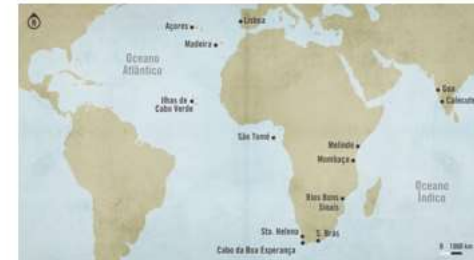 Açores
Lisboa
Madeira
Oceano
Atlântico
Ilhas de
Cabo Verde
Goa
Calecute
São Tomé
Melinde
Mombaça
Oceano
Índico
Rios Bons
Sinais
Sta. Helena
S. Bras
Cabo da Boa Esperança
0 1000 km